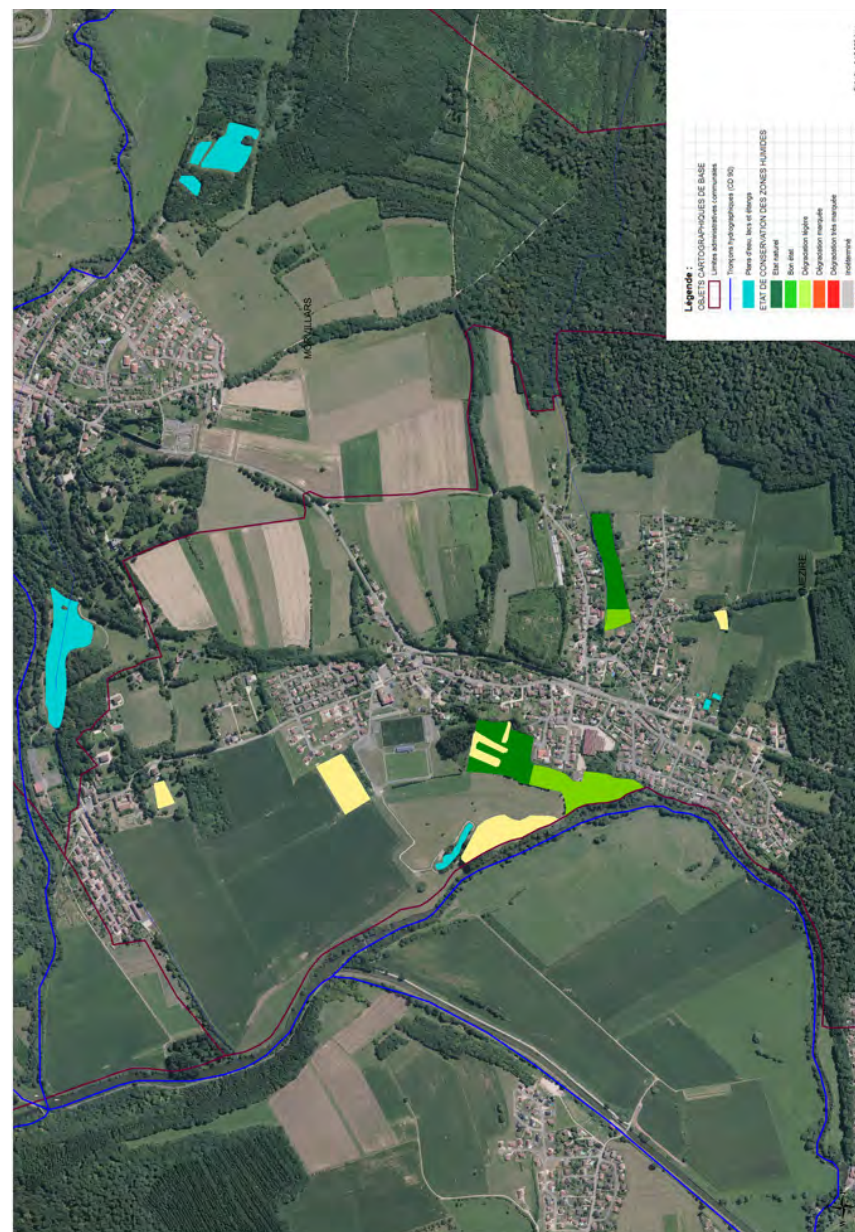 MORVILLARS
MEZIRE
Légende :
OBJETS CARTOGRAPHIQUES DE BASE
Limites administratives communales
Tronçons hydrographiques (CD 90)
Plans d'eau, lacs et étangs
ETAT DE CONSERVATION DES ZONES HUMIDES
Etat naturel
Bon état
Dégradation légère
Dégradation marquée
Dégradation très marquée
Indéterminé